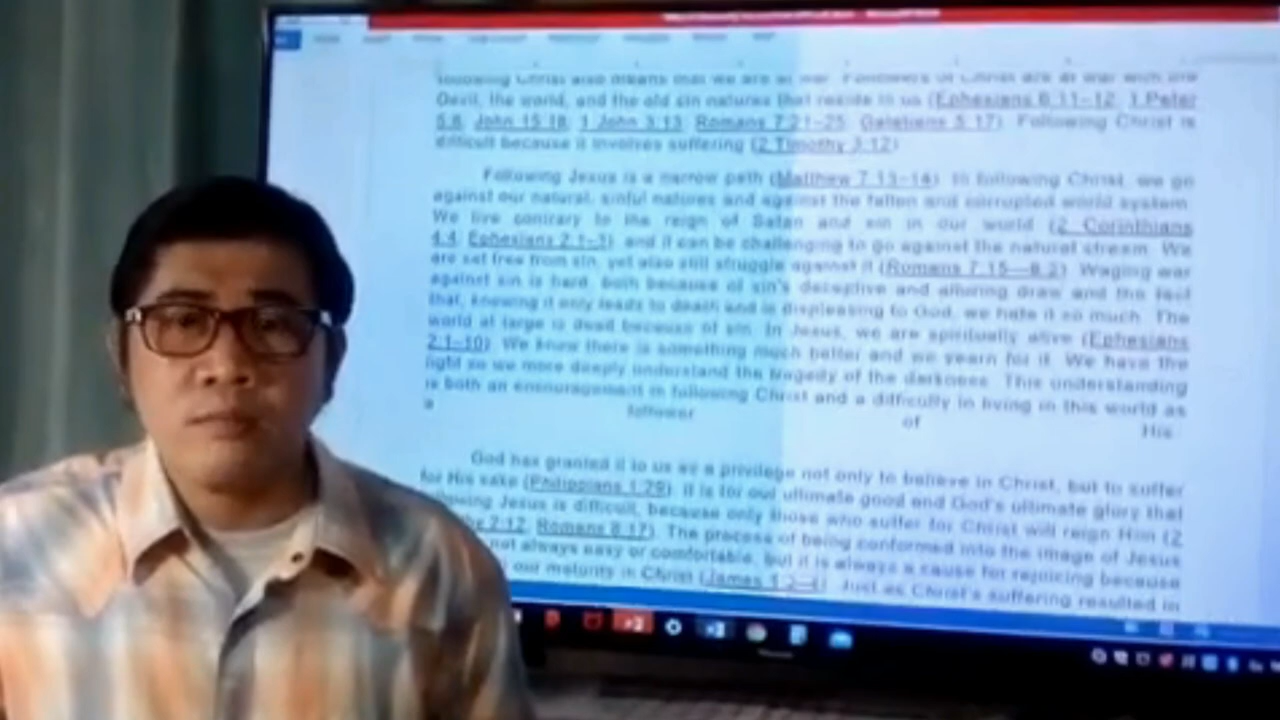 following Christ also means that we are at war. Followers of Christ are at war with the
Devil, the world, and the old sin natures that reside in us (Ephesians 6:11–12; 1 Peter
5:8; John 15:18; 1 John 3:13; Romans 7:21–25; Galatians 5:17). Following Christ is
difficult because it involves suffering (2 Timothy 3:12).
Following Jesus is a narrow path (Matthew 7:13–14). In following Christ, we go
against our natural, sinful natures and against the fallen and corrupted world system.
We live contrary to the reign of Satan and sin in our world (2 Corinthians
4:4; Ephesians 2:1–3), and it can be challenging to go against the natural stream. We
are set free from sin, yet also still struggle against it (Romans 7:15—8:2). Waging war
against sin is hard, both because of sin's deceptive and alluring draw and the fact
that, knowing it only leads to death and is displeasing to God, we hate it so much. The
world at large is dead because of sin. In Jesus, we are spiritually alive (Ephesians
2:1–10). We know there is something much better and we yearn for it. We have the
light so we more deeply understand the tragedy of the darkness. This understanding
is both an encouragement in following Christ and a difficulty in living in this world as
a follower of His.
God has granted it to us as a privilege not only to believe in Christ, but to suffer
for His sake (Philippians 1:29). It is for our ultimate good and God's ultimate glory that
following Jesus is difficult, because only those who suffer for Christ will reign Him (2
2:12; Romans 8:17). The process of being conformed into the image of Jesus
not always easy or comfortable, but it is always a cause for rejoicing because
our maturity in Christ (James 1:2–4). Just as Christ's suffering resulted in